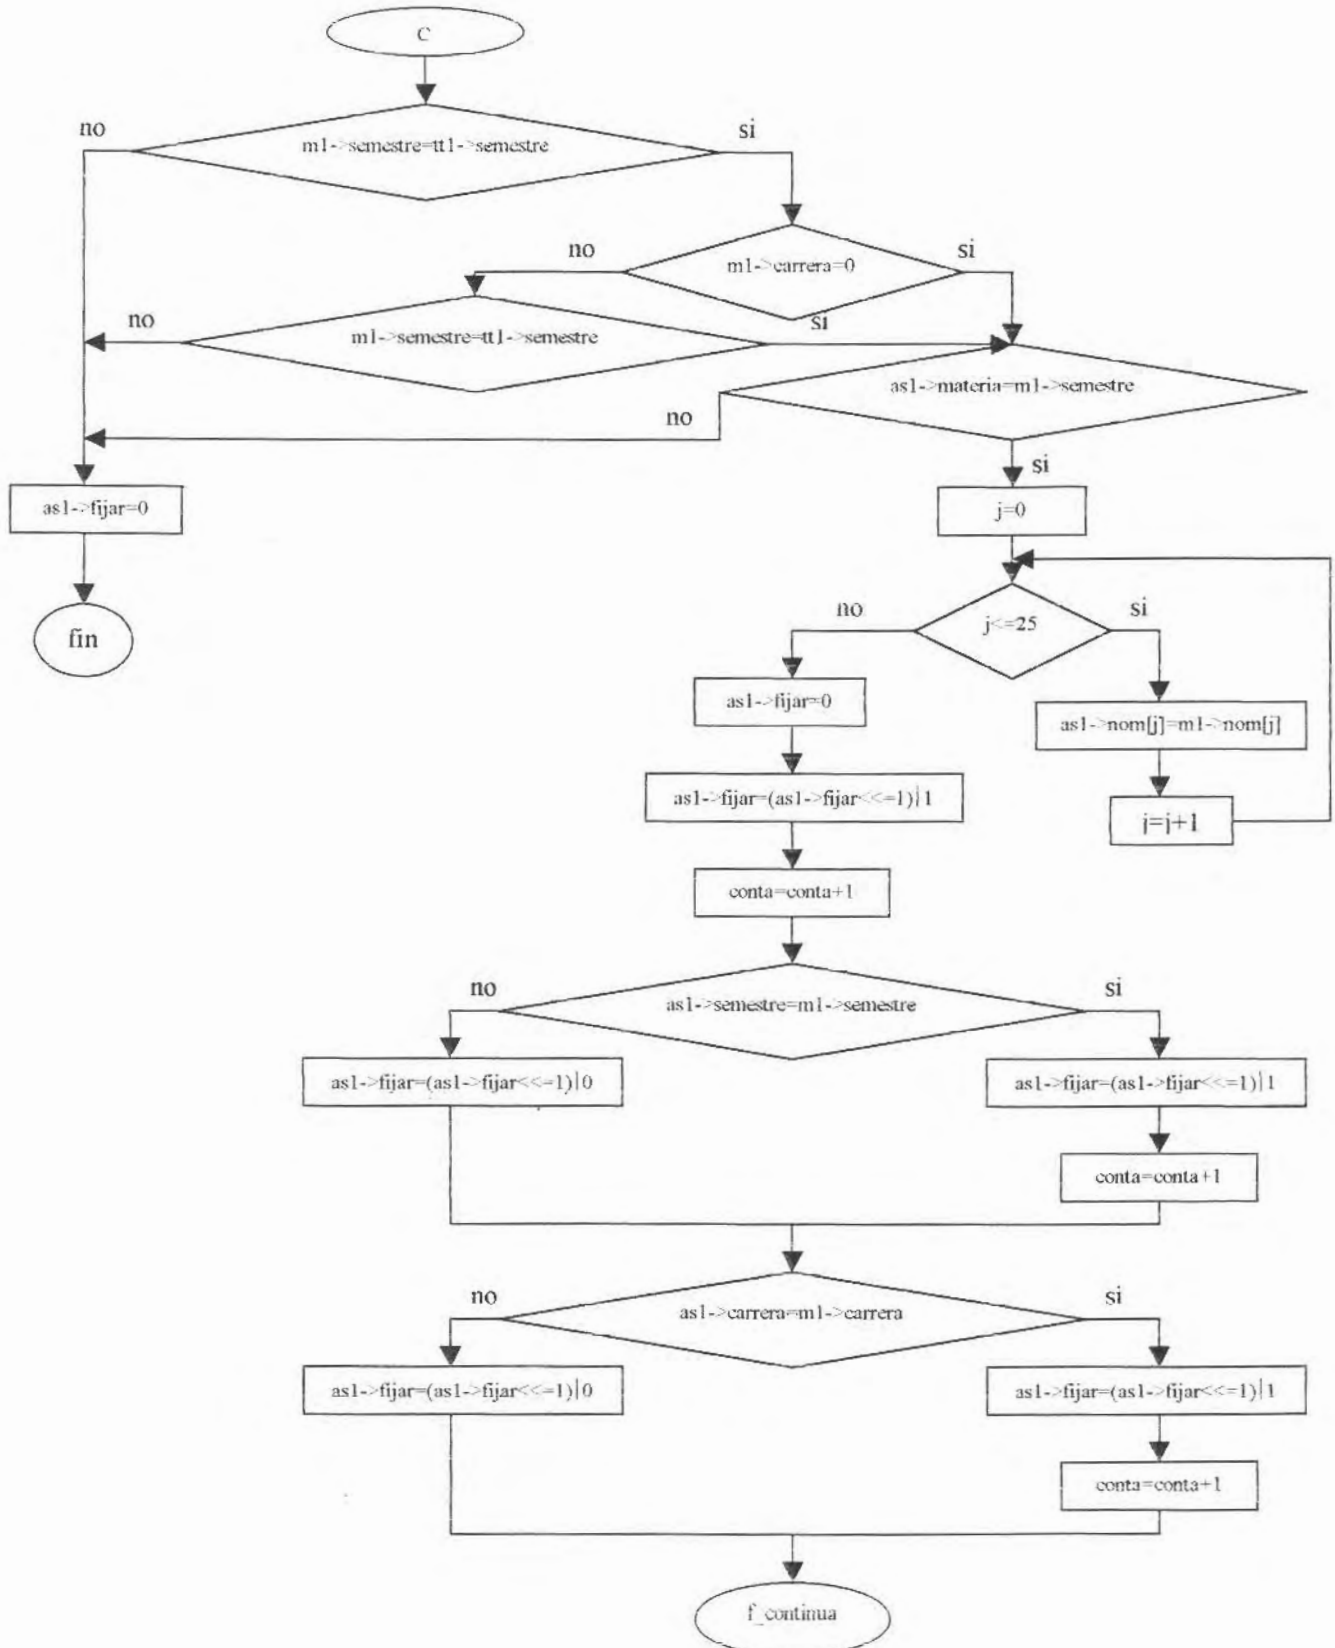 C
no
si
m1->semestre=tt1->semestre
no
si
m1->carrera=0
no
si
m1->semestre=tt1->semestre
as1->materia=m1->semestre
no
si
as1->fijar=0
j=0
fin
no
si
j<=25
as1->fijar=0
as1->nom[j]=m1->nom[j]
as1->fijar=(as1->fijar<<=1)|1
j=j+1
conta=conta+1
no
si
as1->semestre=m1->semestre
as1->fijar=(as1->fijar<<=1)|0
as1->fijar=(as1->fijar<<=1)|1
conta=conta+1
no
si
as1->carrera=m1->carrera
as1->fijar=(as1->fijar<<=1)|0
as1->fijar=(as1->fijar<<=1)|1
conta=conta+1
f_continua